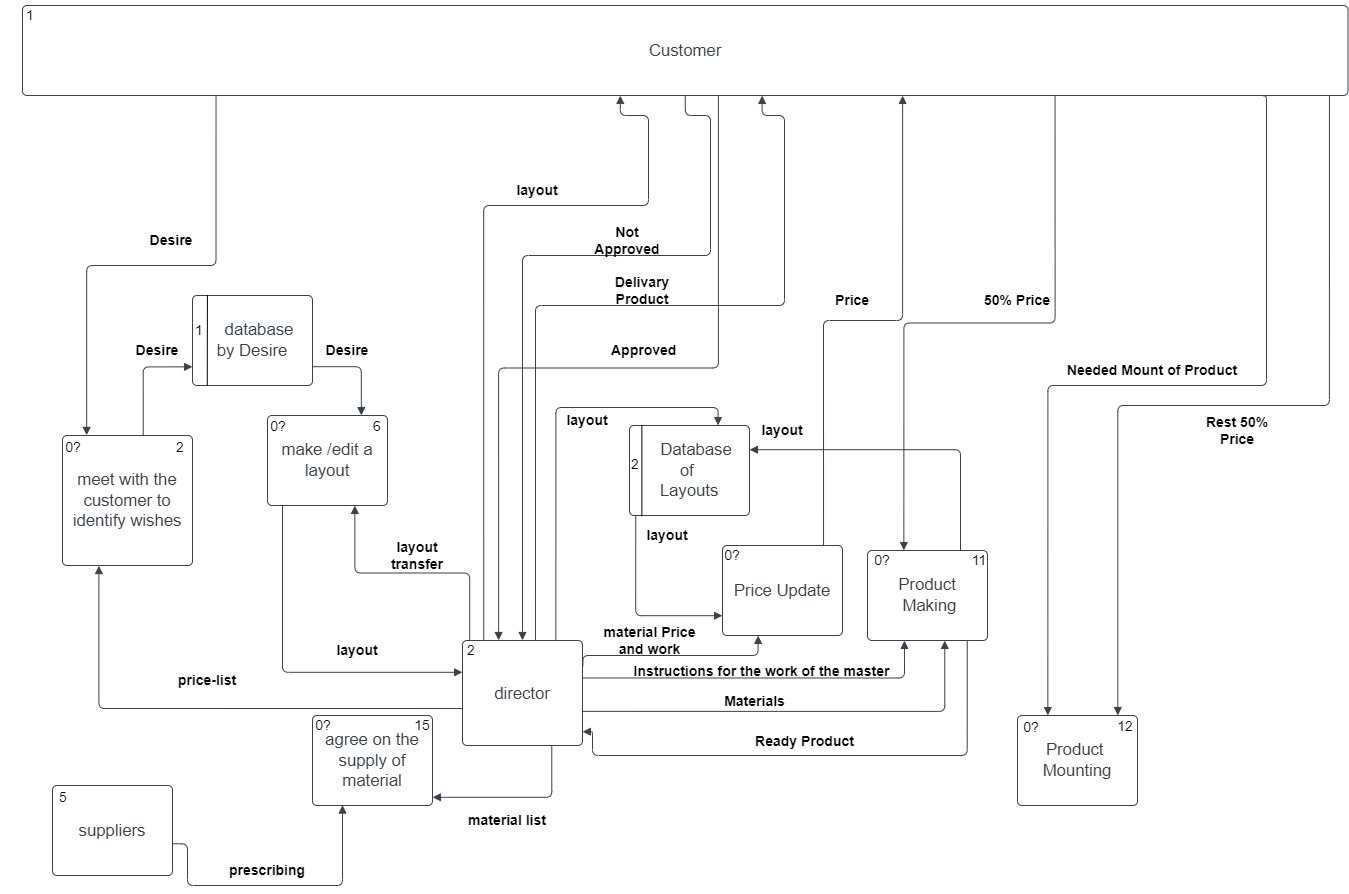 1
Customer
layout
Desire
Not
Approved
Delivary
Product
Price
50% Price
1
database
by Desire
Desire
Desire
Approved
Needed Mount of Product
layout
layout
Rest 50%
Price
0?
6
make /edit a
layout
0?
2
meet with the
customer to
identify wishes
2
Database
of
Layouts
layout
layout
transfer
0?
Price Update
0?
11
Product
Making
material Price
and work
layout
2
director
Instructions for the work of the master
price-list
Materials
0?
15
agree on the
supply of
material
Ready Product
0?
12
Product
Mounting
5
suppliers
material list
prescribing